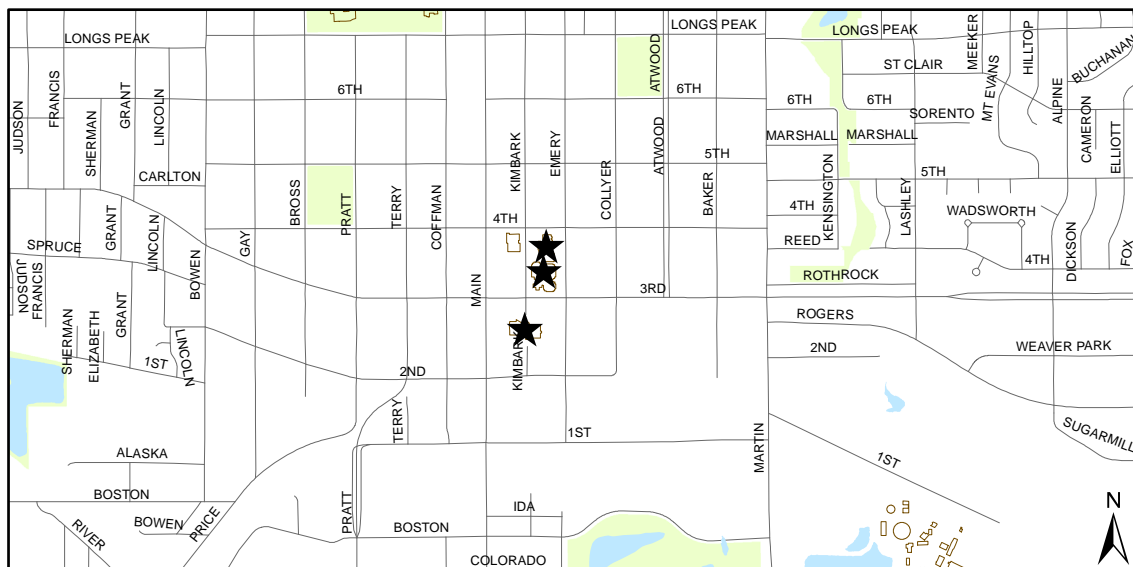 LONGS PEAK
LONGS PEAK
LONGS PEAK
MEEKER
HILLTOP
BUCHANAN
ST CLAIR
MT EVANS
ALPINE
JUDSON
FRANCIS
SHERMAN
GRANT
LINCOLN
6TH
ATWOOD
6TH
6TH
6TH
SORENTO
CAMERON
ELLIOTT
MARSHALL
MARSHALL
KIMBARK
EMERY
ATWOOD
5TH
5TH
CARLTON
BROSS
PRATT
TERRY
COFFMAN
COLLYER
BAKER
KENSINGTON
LASHLEY
4TH
4TH
WADSWORTH
SPRUCE
GRANT
LINCOLN
BOWEN
GAY
REED
4TH
DICKSON
FOX
JUDSON
FRANCIS
MAIN
3RD
ROTHROCK
SHERMAN
ELIZABETH
GRANT
LINCOLN
1ST
ROGERS
2ND
WEAVER PARK
KIMBARK
2ND
TERRY
1ST
MARTIN
1ST
SUGARMILL
ALASKA
BOSTON
BOWEN
PRICE
RIVER
PRATT
BOSTON
IDA
COLORADO
N